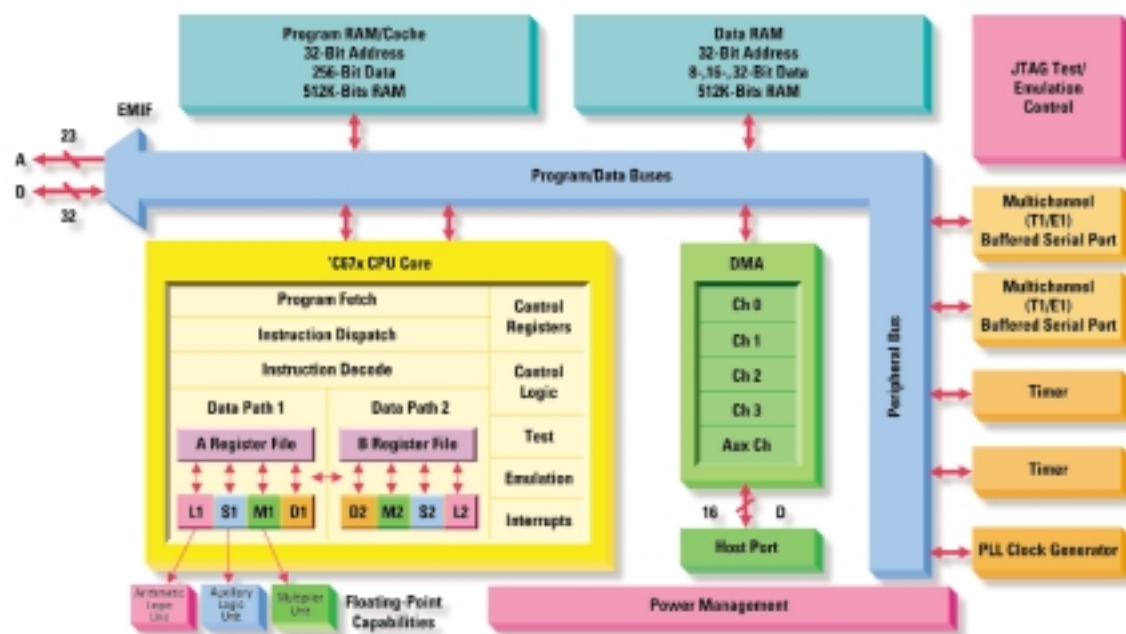 Program RAM/Cache
32-Bit Address
256-Bit Data
512K-Bits RAM
Data RAM
32-Bit Address
8-,16-,32-Bit Data
512K-Bits RAM
JTAG Test/
Emulation
Control
EMIF
23
A
D
32
Program/Data Buses
Multichannel
(T1/E1)
Buffered Serial Port
Multichannel
(T1/E1)
Buffered Serial Port
Timer
Timer
PLL Clock Generator
Peripheral Bus
'C67x CPU Core
Program Fetch
Instruction Dispatch
Instruction Decode
Control
Registers
Control
Logic
Test
Emulation
Interrupts
Data Path 1
Data Path 2
A Register File
B Register File
L1 S1 M1 D1
D2 M2 S2 L2
DMA
Ch 0
Ch 1
Ch 2
Ch 3
Aux Ch
16 D
Host Port
Arithmetic
Logic
Unit
Auxiliary
Logic
Unit
Multiplier
Unit
Floating-Point
Capabilities
Power Management